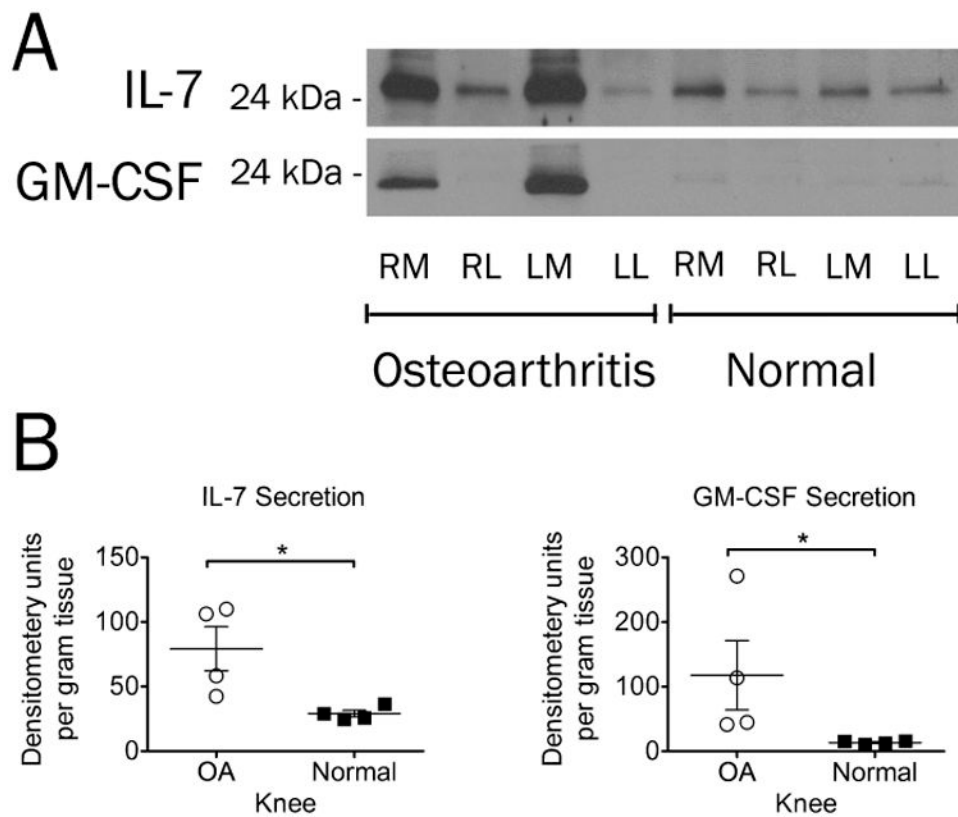 A
IL-7 24 kDa -
GM-CSF 24 kDa -
RM RL LM LL RM RL LM LL
Osteoarthritis Normal
B
IL-7 Secretion
Densitometery units
per gram tissue
150
100
50
0
*
OA Normal
Knee
GM-CSF Secretion
Densitometery units
per gram tissue
300
200
100
0
*
OA Normal
Knee